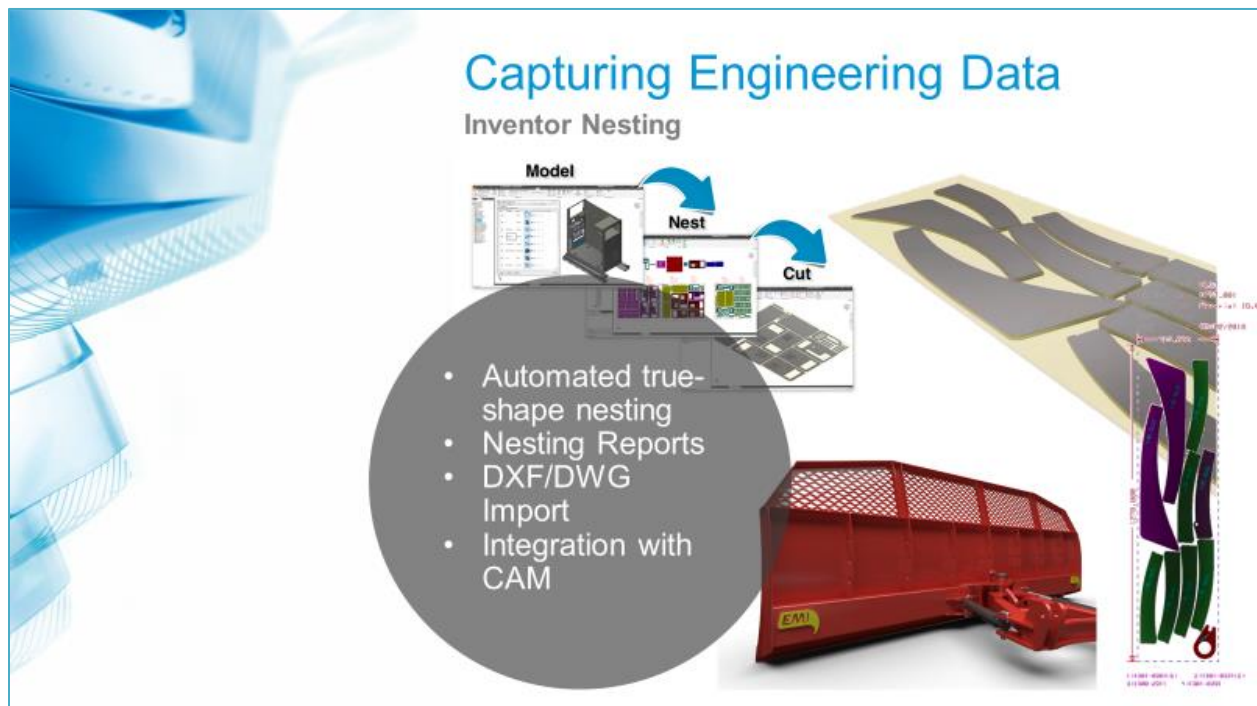 Capturing Engineering Data
Inventor Nesting
Model
Nest
Cut
• Automated true-
shape nesting
• Nesting Reports
• DXF/DWG
Import
• Integration with
CAM
EMI